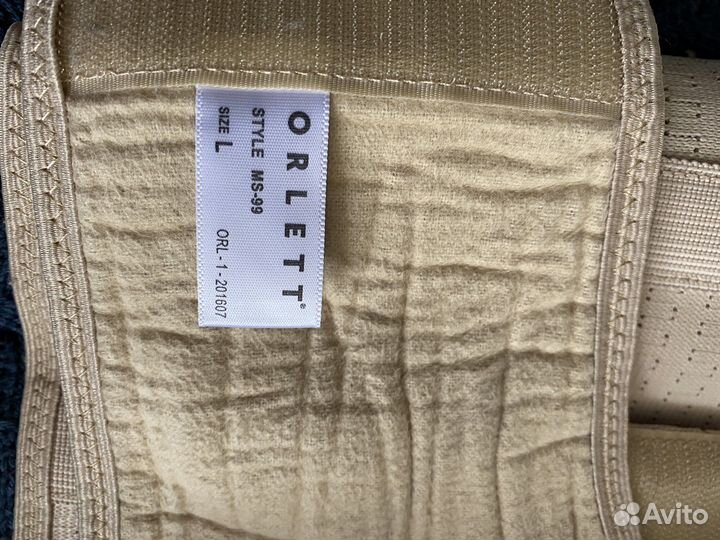 ORLETT®
STYLE MS-99
SIZE L ORL-1-201607
Avito